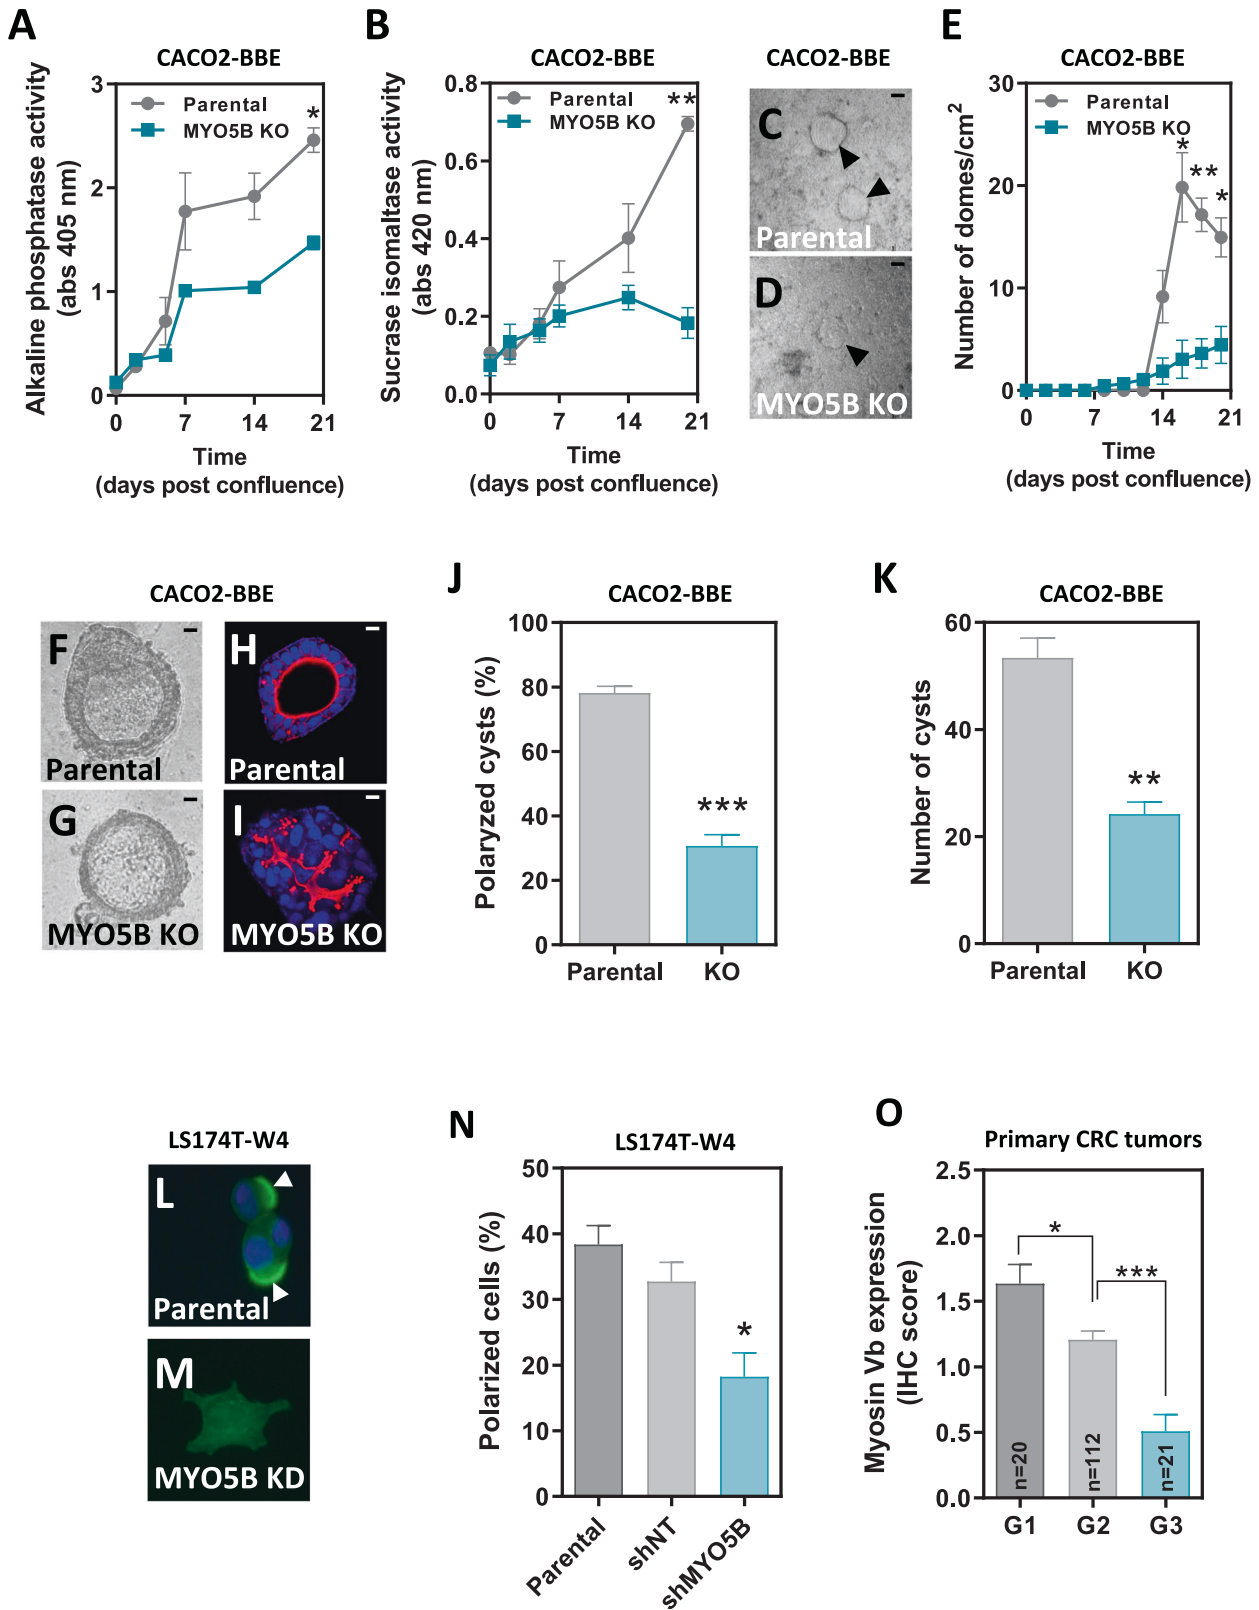 A
CACO2-BBE
Alkaline phosphatase activity
(abs 405 nm)
3
2
1
0
Parental
MYO5B KO
*
0 7 14 21
Time
(days post confluence)
B
CACO2-BBE
Sucrase isomaltase activity
(abs 420 nm)
0.8
0.6
0.4
0.2
0.0
Parental
MYO5B KO
**
0 7 14 21
Time
(days post confluence)
CACO2-BBE
C
Parental
D
MYO5B KO
E
CACO2-BBE
Number of domes/cm2
30
20
10
0
Parental
MYO5B KO
*
**
*
0 7 14 21
Time
(days post confluence)
CACO2-BBE
F
Parental
H
Parental
G
MYO5B KO
I
MYO5B KO
J
CACO2-BBE
Polaryzed cysts (%)
100
80
60
40
20
0
***
Parental KO
K
CACO2-BBE
Number of cysts
60
40
20
0
**
Parental KO
LS174T-W4
L
Parental
M
MYO5B KD
N
LS174T-W4
Polarized cells (%)
50
40
30
20
10
0
*
Parental
shNT
shMYO5B
O
Primary CRC tumors
Myosin Vb expression
(IHC score)
2.5
2.0
1.5
1.0
0.5
0.0
*
***
n=20
n=112
n=21
G1 G2 G3